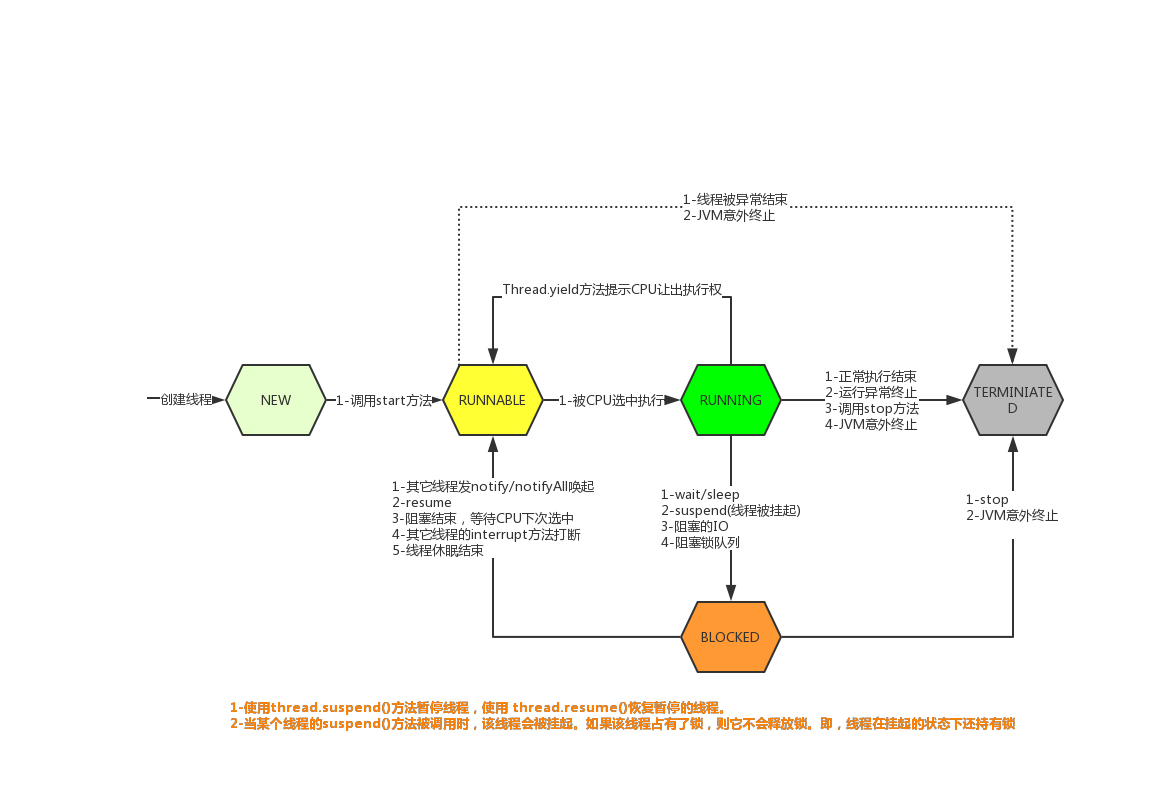 1-线程被异常结束
2-JVM意外终止
Thread.yield方法提示CPU让出执行权
创建线程
NEW
1-调用start方法
RUNNABLE
1-被CPU选中执行
RUNNING
1-正常执行结束
2-运行异常终止
3-调用stop方法
4-JVM意外终止
TERMINIATE
D
1-其它线程发notify/notifyAll唤起
2-resume
3-阻塞结束，等待CPU下次选中
4-其它线程的interrupt方法打断
5-线程休眠结束
1-wait/sleep
2-suspend(线程被挂起)
3-阻塞的IO
4-阻塞锁队列
1-stop
2-JVM意外终止
BLOCKED
1-使用thread.suspend()方法暂停线程，使用 thread.resume()恢复暂停的线程。
2-当某个线程的suspend()方法被调用时，该线程会被挂起。如果该线程占有了锁，则它不会释放锁。即，线程在挂起的状态下还持有锁